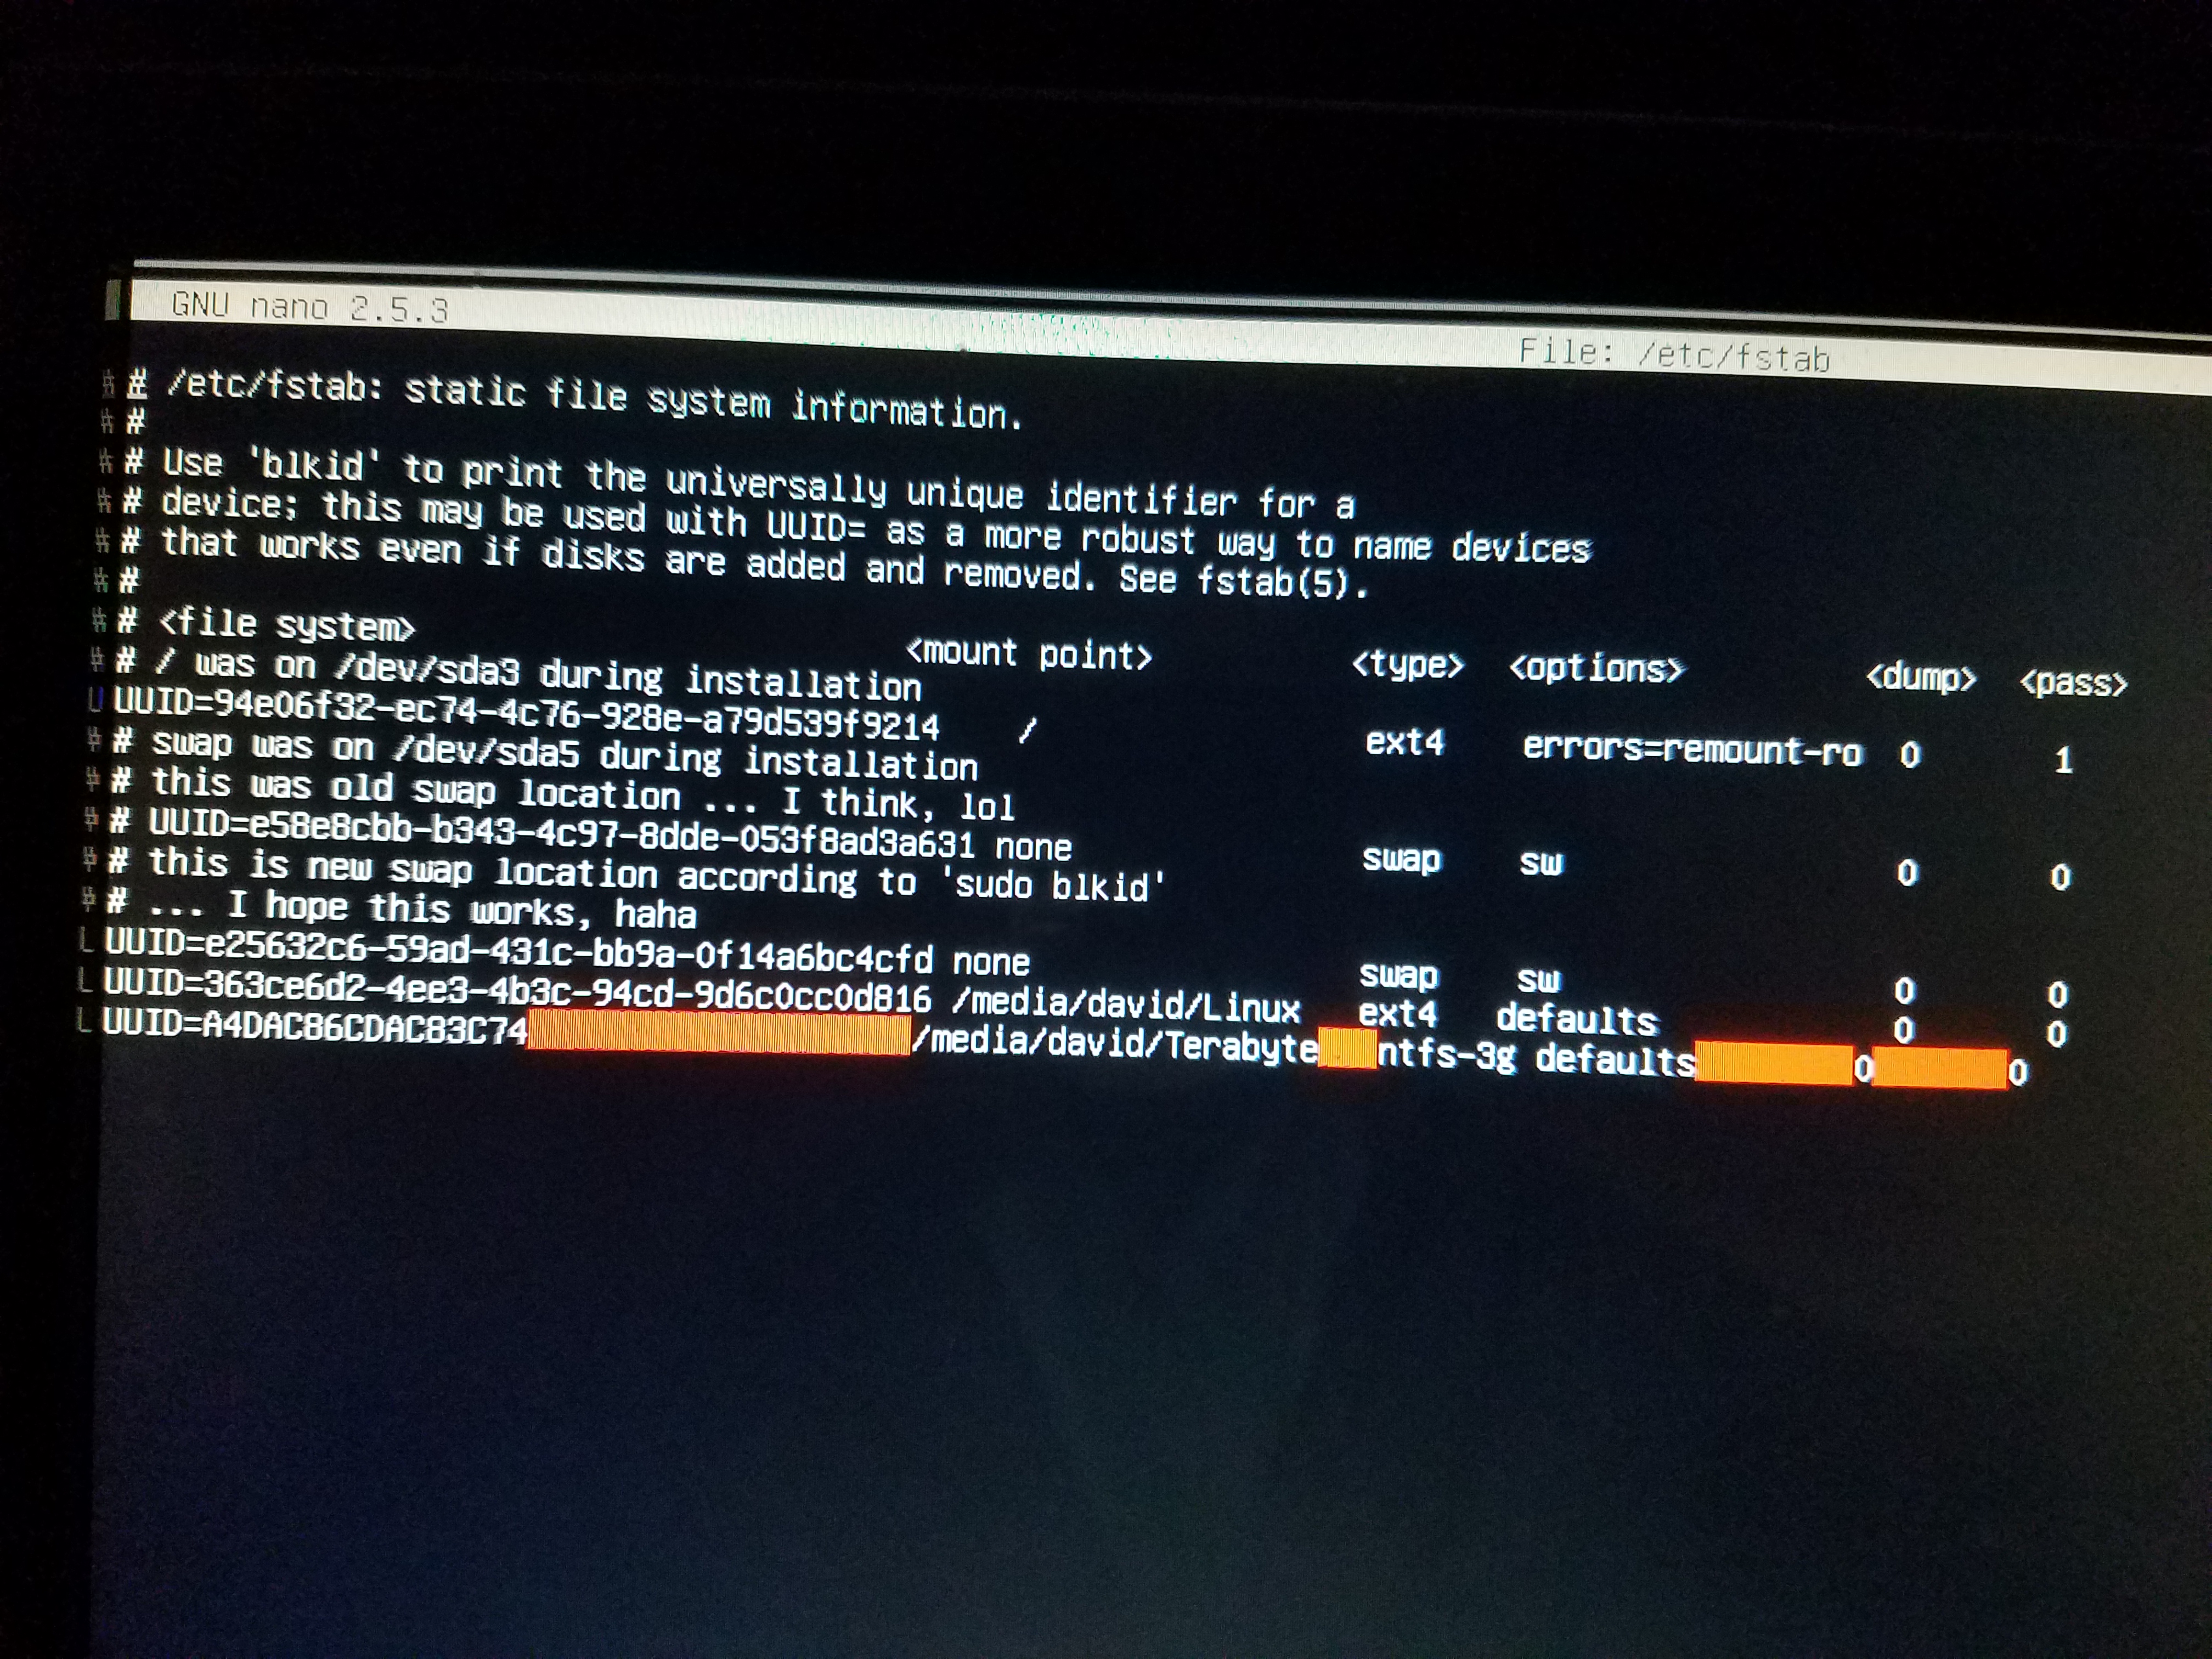 GNU nano 2.5.3 File: /etc/fstab
# /etc/fstab: static file system information.
#
# Use 'blkid' to print the universally unique identifier for a
# device; this may be used with UUID= as a more robust way to name devices
# that works even if disks are added and removed. See fstab(5).
#
# <file system> <mount point> <type> <options> <dump> <pass>
# / was on /dev/sda3 during installation
UUID=94e06f32-ec74-4c76-928e-a79d539f9214 / ext4 errors=remount-ro 0 1
# swap was on /dev/sda5 during installation
# this was old swap location ... I think, lol
# UUID=e58e8cbb-b343-4c97-8dde-053f8ad3a631 none swap sw 0 0
# this is new swap location according to 'sudo blkid'
# ... I hope this works, haha
UUID=e25632c6-59ad-431c-bb9a-0f14a6bc4cfd none swap sw 0 0
UUID=363ce6d2-4ee3-4b3c-94cd-9d6c0cc0d816 /media/david/Linux ext4 defaults 0 0
UUID=A4DAC86CDAC83C74 /media/david/Terabyte ntfs-3g defaults 0 0